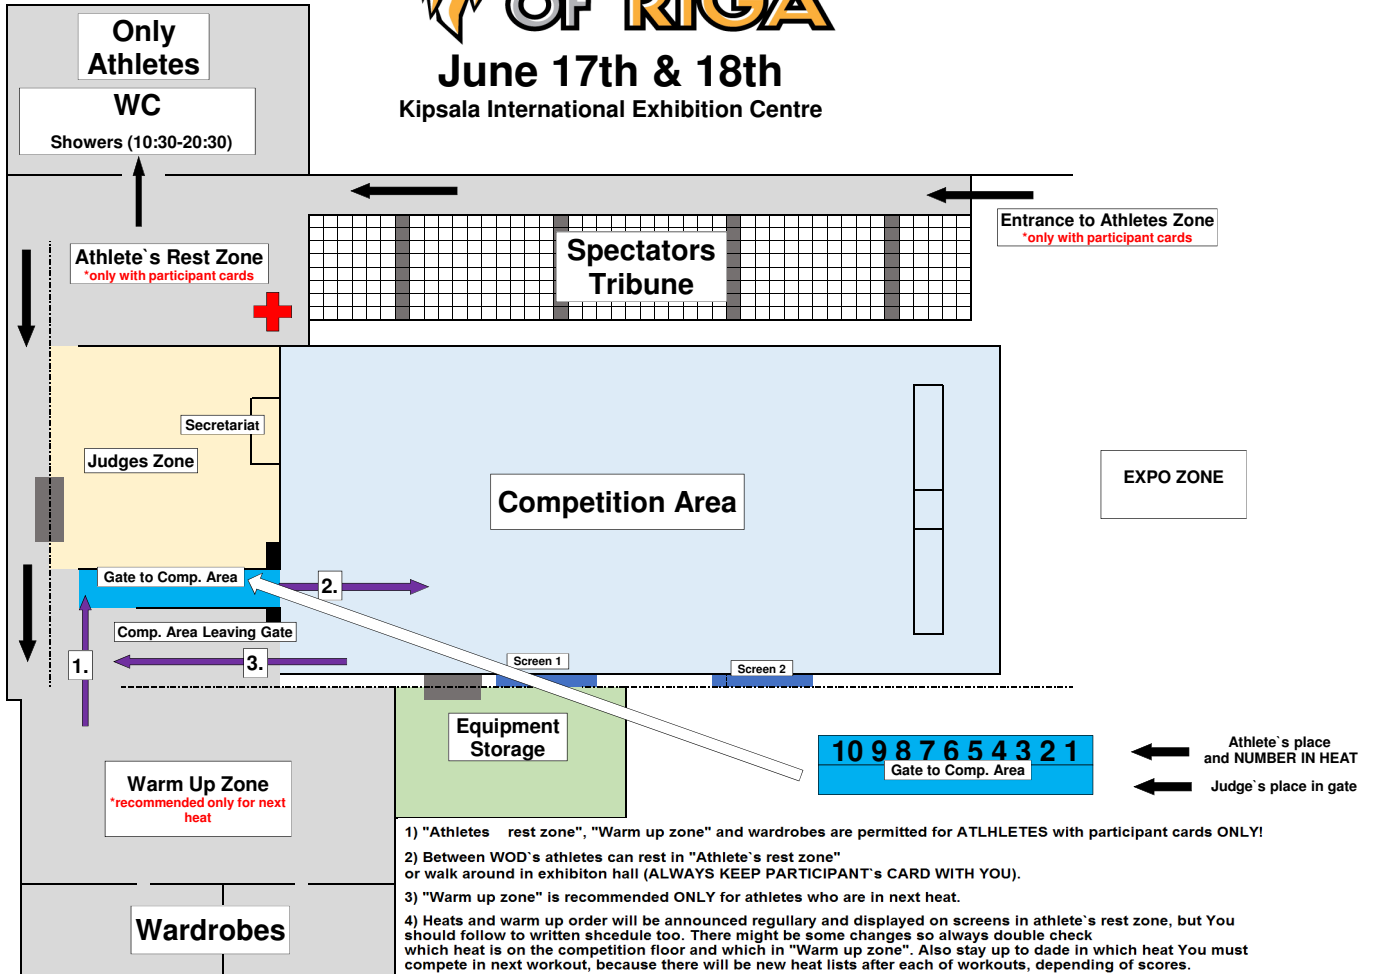 OF RIGA
June 17th & 18th
Kipsala International Exhibition Centre
Only
Athletes
WC
Showers (10:30-20:30)
Entrance to Athletes Zone
*only with participant cards
Athlete`s Rest Zone
*only with participant cards
Spectators
Tribune
Secretariat
Judges Zone
Competition Area
EXPO ZONE
Gate to Comp. Area
2.
Comp. Area Leaving Gate
1.
3.
Screen 1
Screen 2
Equipment
Storage
10 9 8 7 6 5 4 3 2 1
Gate to Comp. Area
Athlete`s place
and NUMBER IN HEAT
Judge`s place in gate
Warm Up Zone
*recommended only for next
heat
Wardrobes
1) "Athletes rest zone", "Warm up zone" and wardrobes are permitted for ATLHLETES with participant cards ONLY!
2) Between WOD`s athletes can rest in "Athlete`s rest zone"
or walk around in exhibiton hall (ALWAYS KEEP PARTICIPANT`s CARD WITH YOU).
3) "Warm up zone" is recommended ONLY for athletes who are in next heat.
4) Heats and warm up order will be announced regullary and displayed on screens in athlete`s rest zone, but You
should follow to written shcedule too. There might be some changes so always double check
which heat is on the competition floor and which in "Warm up zone". Also stay up to dade in which heat You must
compete in next workout, because there will be new heat lists after each of workouts, depending of scores.